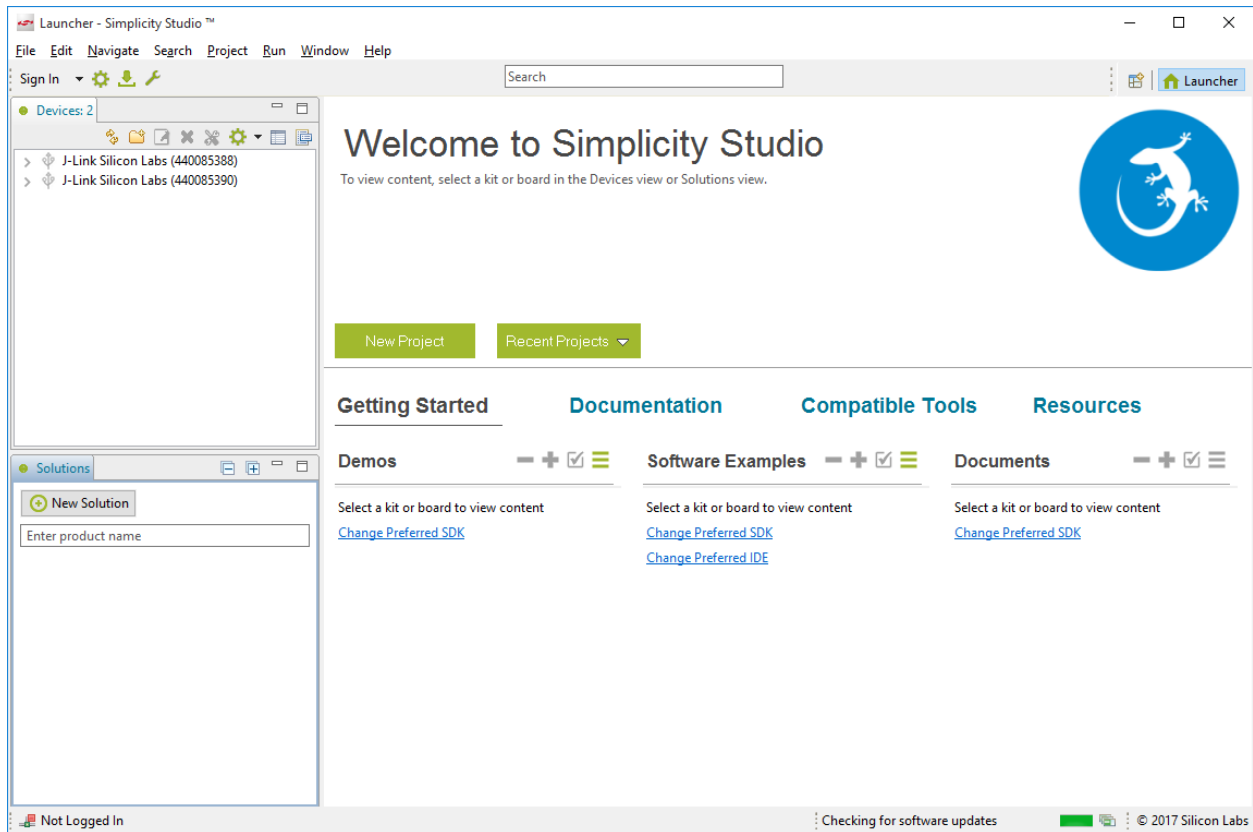 Launcher - Simplicity Studio ™
File Edit Navigate Search Project Run Window Help
Sign In
Search
Launcher
Devices: 2
J-Link Silicon Labs (440085388)
J-Link Silicon Labs (440085390)
Welcome to Simplicity Studio
To view content, select a kit or board in the Devices view or Solutions view.
New Project
Recent Projects
Getting Started Documentation Compatible Tools Resources
Solutions
New Solution
Enter product name
Demos
Select a kit or board to view content
Change Preferred SDK
Software Examples
Select a kit or board to view content
Change Preferred SDK
Change Preferred IDE
Documents
Select a kit or board to view content
Change Preferred SDK
Not Logged In
Checking for software updates
© 2017 Silicon Labs